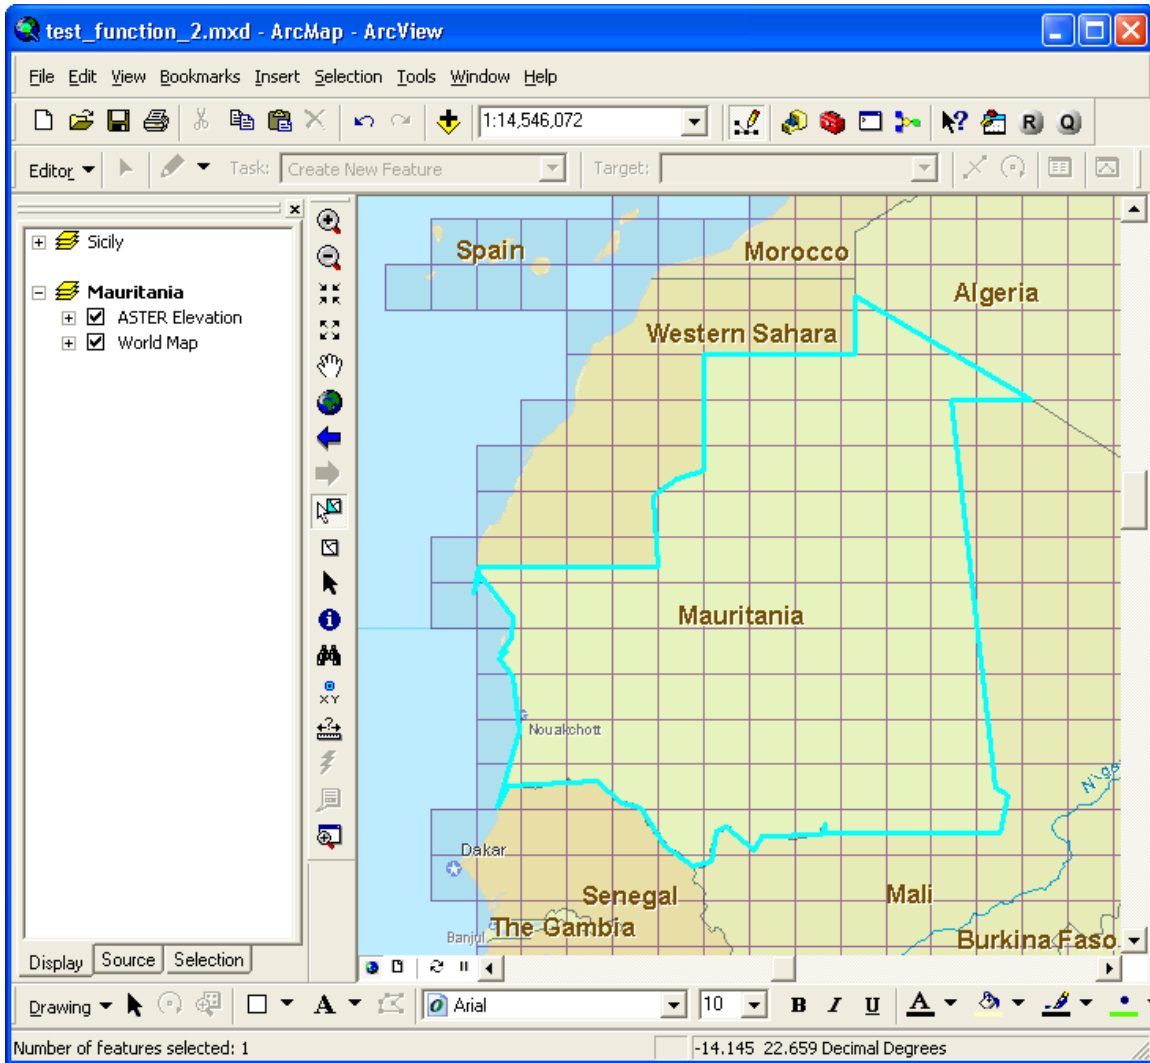 test_function_2.mxd - ArcMap - ArcView
File Edit View Bookmarks Insert Selection Tools Window Help
1:14,546,072
R Q
Editor Task: Create New Feature Target:
Sicily
Mauritania
ASTER Elevation
World Map
XY
Spain
Morocco
Algeria
Western Sahara
Mauritania
Nouakchott
Dakar
Senegal
Mali
The Gambia
Banjul
Burkina Faso
Display Source Selection
Drawing A Arial 10 B I U A
Number of features selected: 1
-14.145 22.659 Decimal Degrees